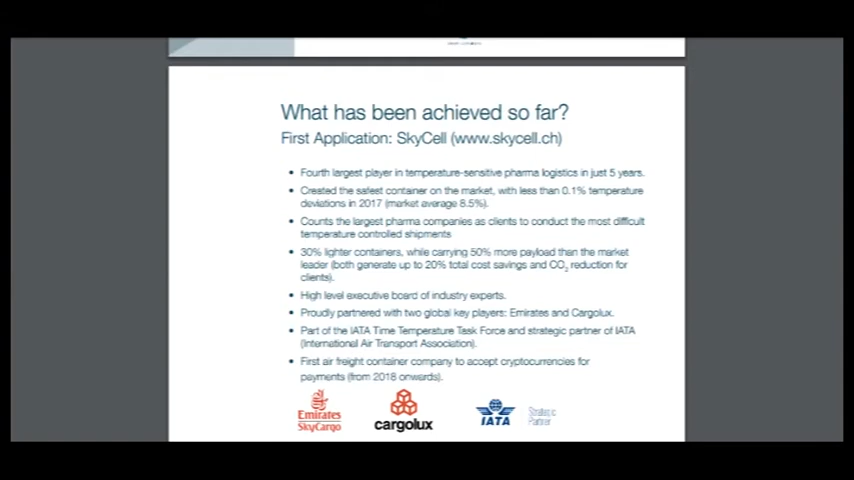 What has been achieved so far?
First Application: SkyCell (www.skycell.ch)
• Fourth largest player in temperature-sensitive pharma logistics in just 5 years.
• Created the safest container on the market, with less than 0.1% temperature
deviations in 2017 (market average 8.5%).
• Counts the largest pharma companies as clients to conduct the most difficult
temperature controlled shipments
• 30% lighter containers, while carrying 50% more payload than the market
leader (both generate up to 20% total cost savings and CO₂ reduction for
clients).
• High level executive board of industry experts.
• Proudly partnered with two global key players: Emirates and Cargolux.
• Part of the IATA Time Temperature Task Force and strategic partner of IATA
(International Air Transport Association).
• First air freight container company to accept cryptocurrencies for
payments (from 2018 onwards).
Emirates
SkyCargo
cargolux
IATA
Strategic
Partner